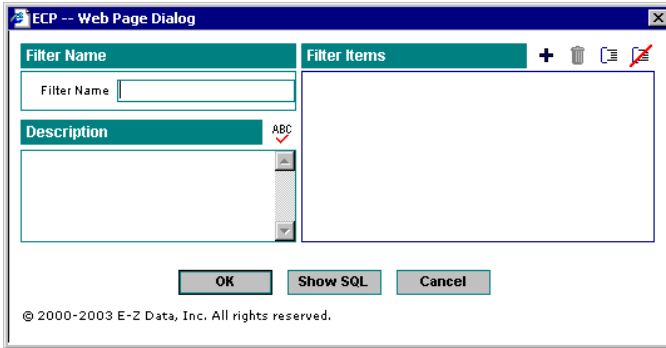 ECP -- Web Page Dialog
Filter Name
Filter Items
Filter Name
Description
ABC
OK
Show SQL
Cancel
© 2000-2003 E-Z Data, Inc. All rights reserved.